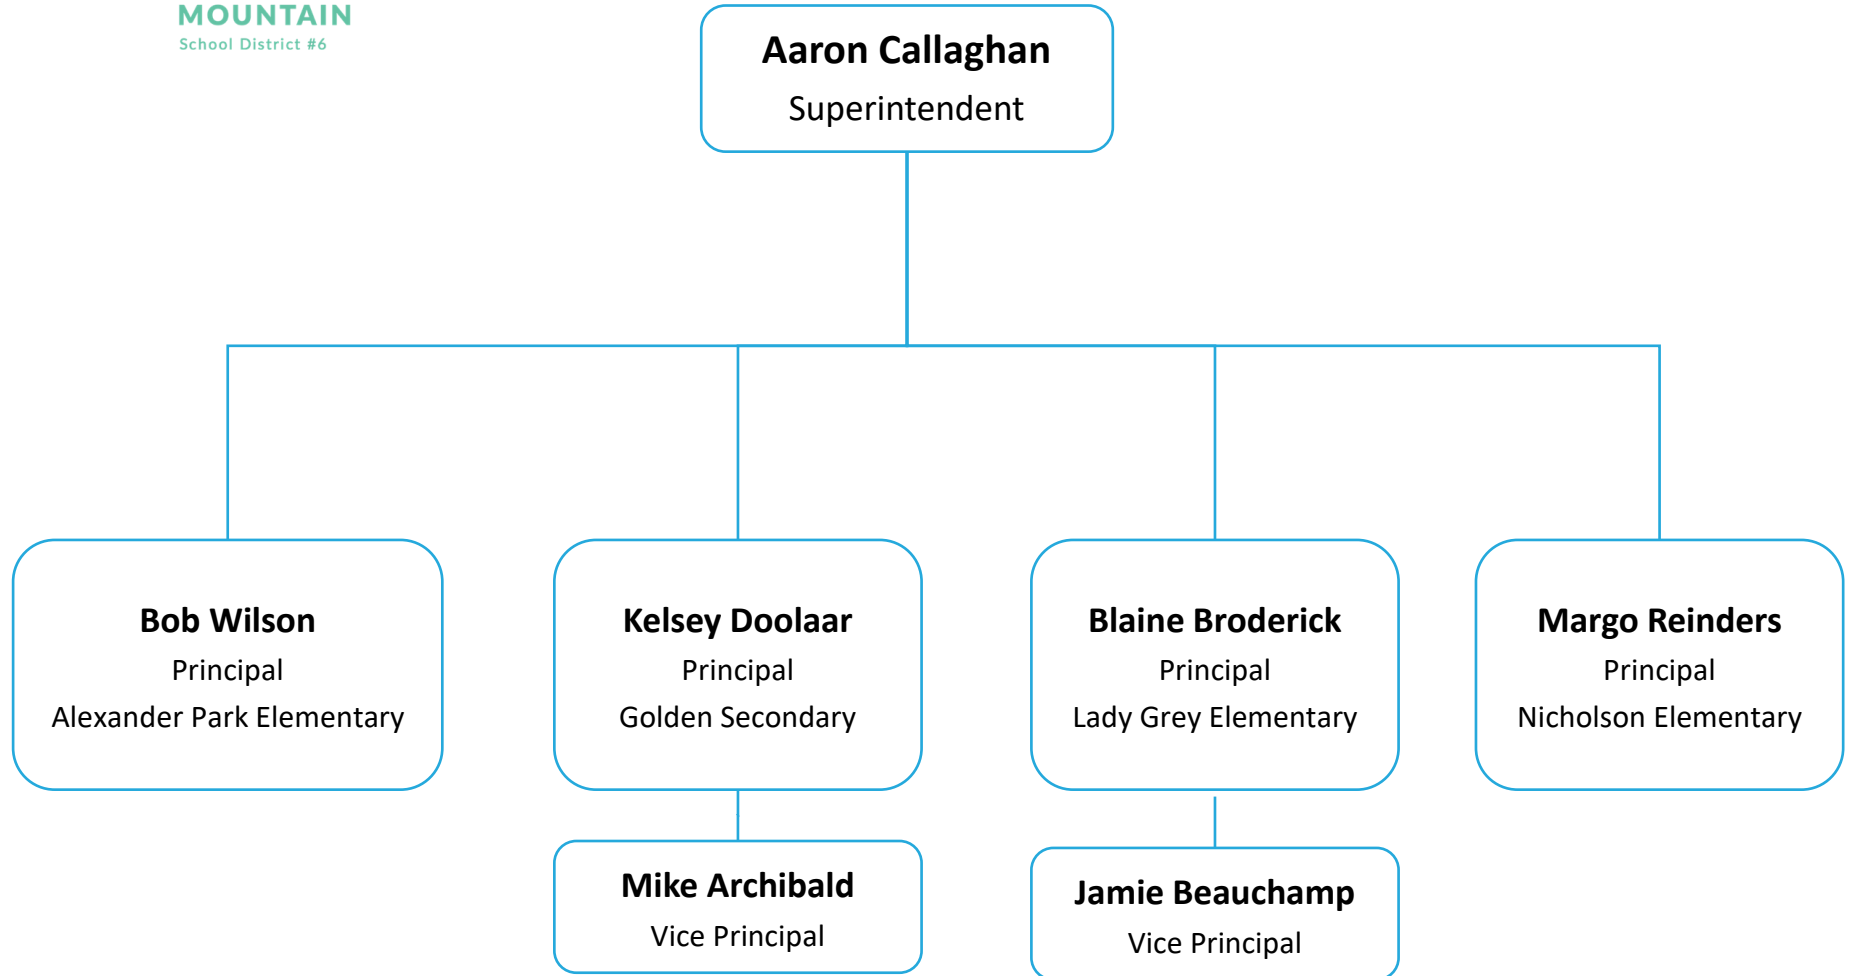 MOUNTAIN
School District #6
Aaron Callaghan
Superintendent
Bob Wilson
Principal
Alexander Park Elementary
Kelsey Doolaar
Principal
Golden Secondary
Blaine Broderick
Principal
Lady Grey Elementary
Margo Reinders
Principal
Nicholson Elementary
Mike Archibald
Vice Principal
Jamie Beauchamp
Vice Principal